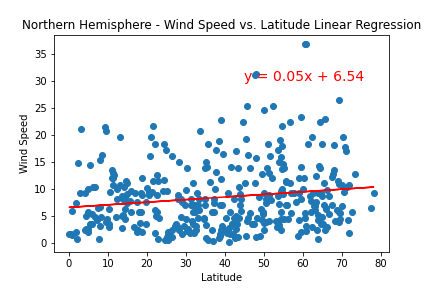 Northern Hemisphere - Wind Speed vs. Latitude Linear Regression
35
30
25
20
15
10
5
0
Wind Speed
y = 0.05x + 6.54
0 10 20 30 40 50 60 70 80
Latitude